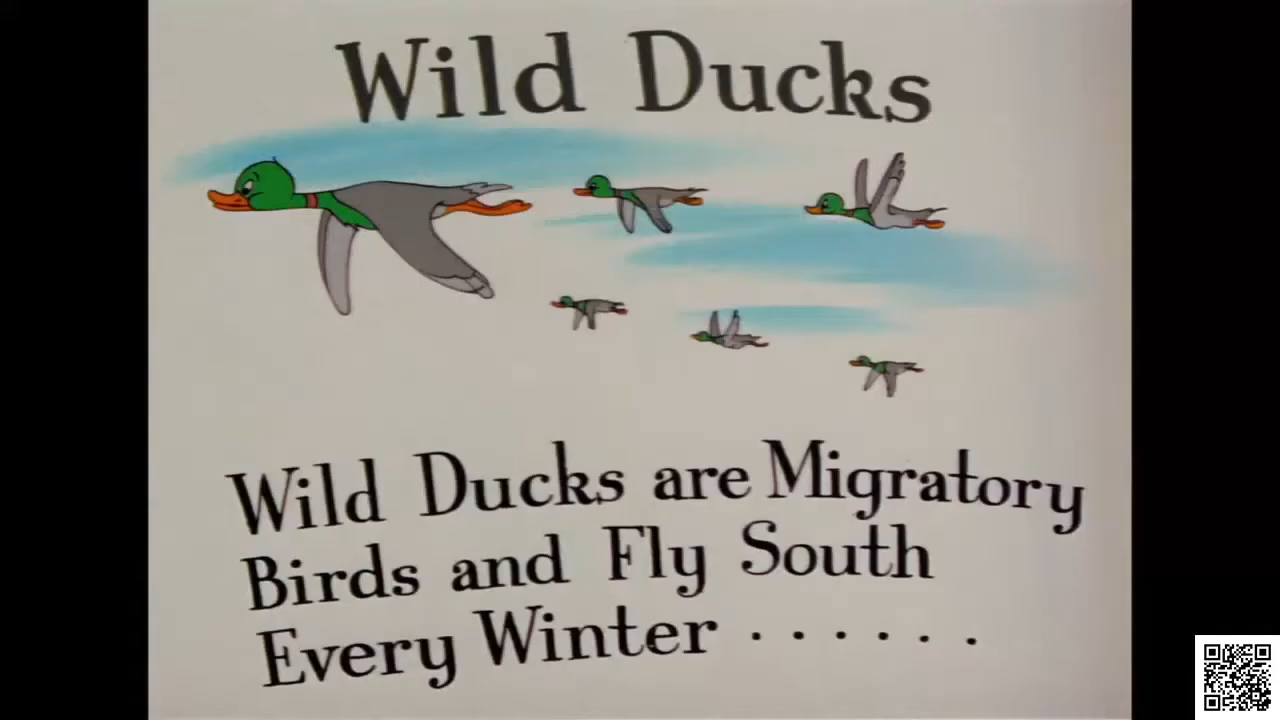 Wild Ducks
Wild Ducks are Migratory
Birds and Fly South
Every Winter . . . . . .